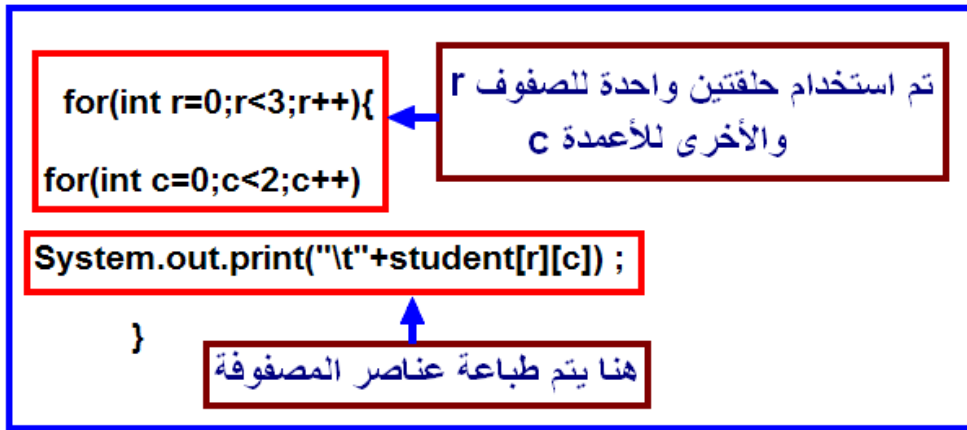 for(int r=0;r<3;r++){
for(int c=0;c<2;c++)
تم استخدام حلقتين واحدة للصفوف r
والأخرى للأعمدة c
System.out.print("\t"+student[r][c]) ;
}
هنا يتم طباعة عناصر المصفوفة